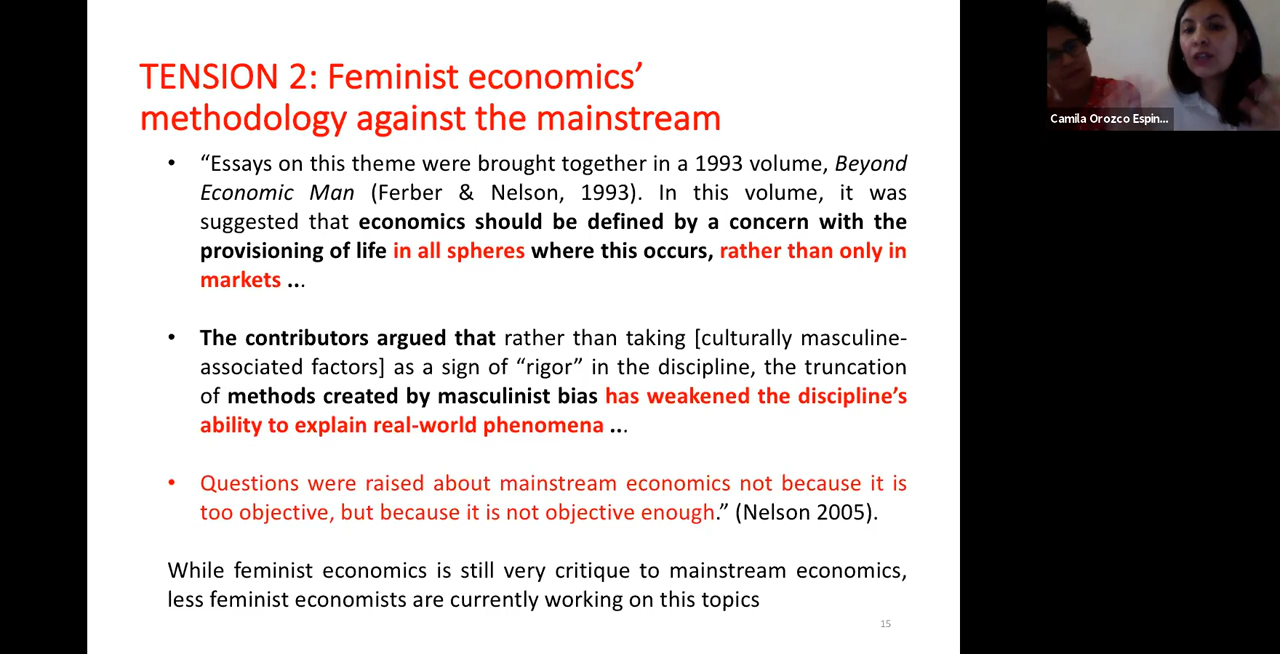 TENSION 2: Feminist economics’
methodology against the mainstream
• “Essays on this theme were brought together in a 1993 volume, Beyond
Economic Man (Ferber & Nelson, 1993). In this volume, it was
suggested that economics should be defined by a concern with the
provisioning of life in all spheres where this occurs, rather than only in
markets ....
• The contributors argued that rather than taking [culturally masculine-
associated factors] as a sign of “rigor” in the discipline, the truncation
of methods created by masculinist bias has weakened the discipline’s
ability to explain real-world phenomena ....
• Questions were raised about mainstream economics not because it is
too objective, but because it is not objective enough.” (Nelson 2005).
While feminist economics is still very critique to mainstream economics,
less feminist economists are currently working on this topics
15
Camila Orozco Espin...